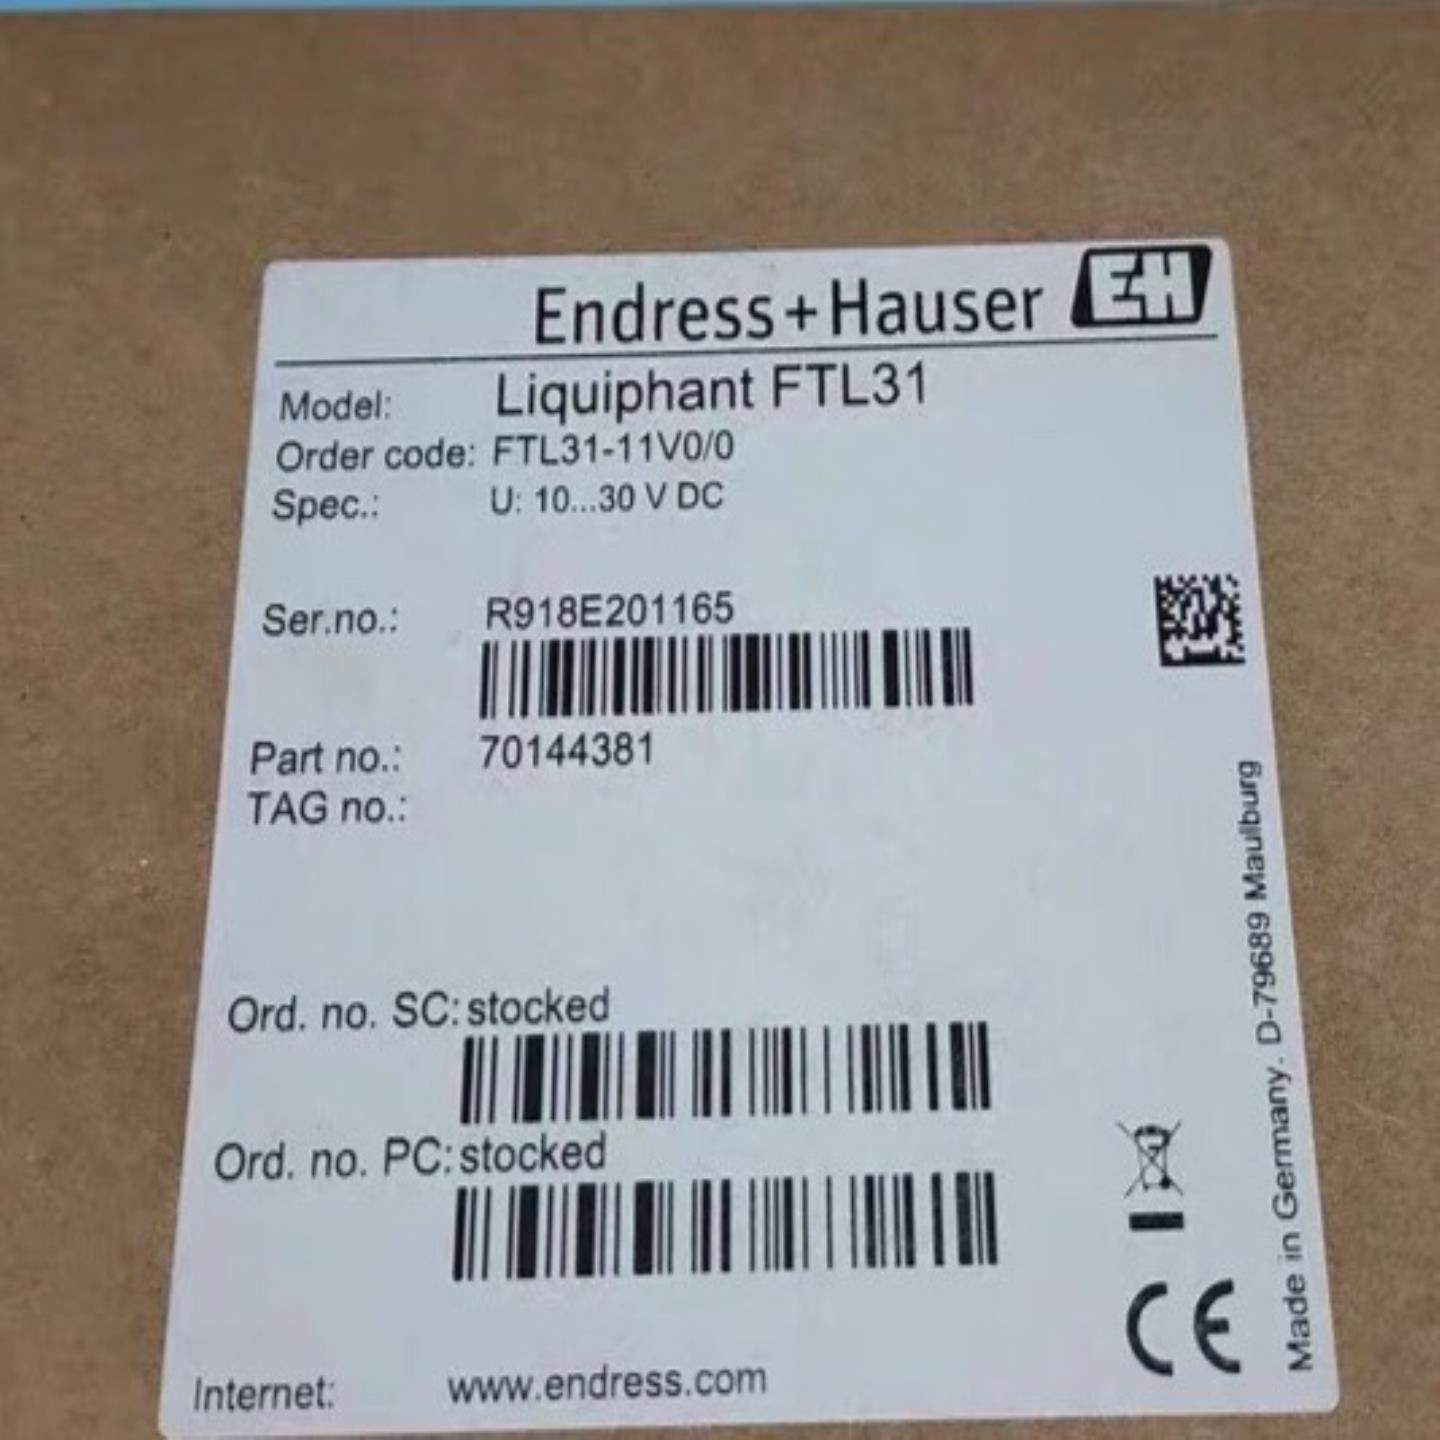 Endress+Hauser EH
Model: Liquiphant FTL31
Order code: FTL31-11V0/0
Spec.: U: 10...30 V DC
Ser.no.: R918E201165
Part no.: 70144381
TAG no.:
Ord. no. SC: stocked
Ord. no. PC: stocked
Internet: www.endress.com
CE
Made in Germany. D-79689 Maulburg